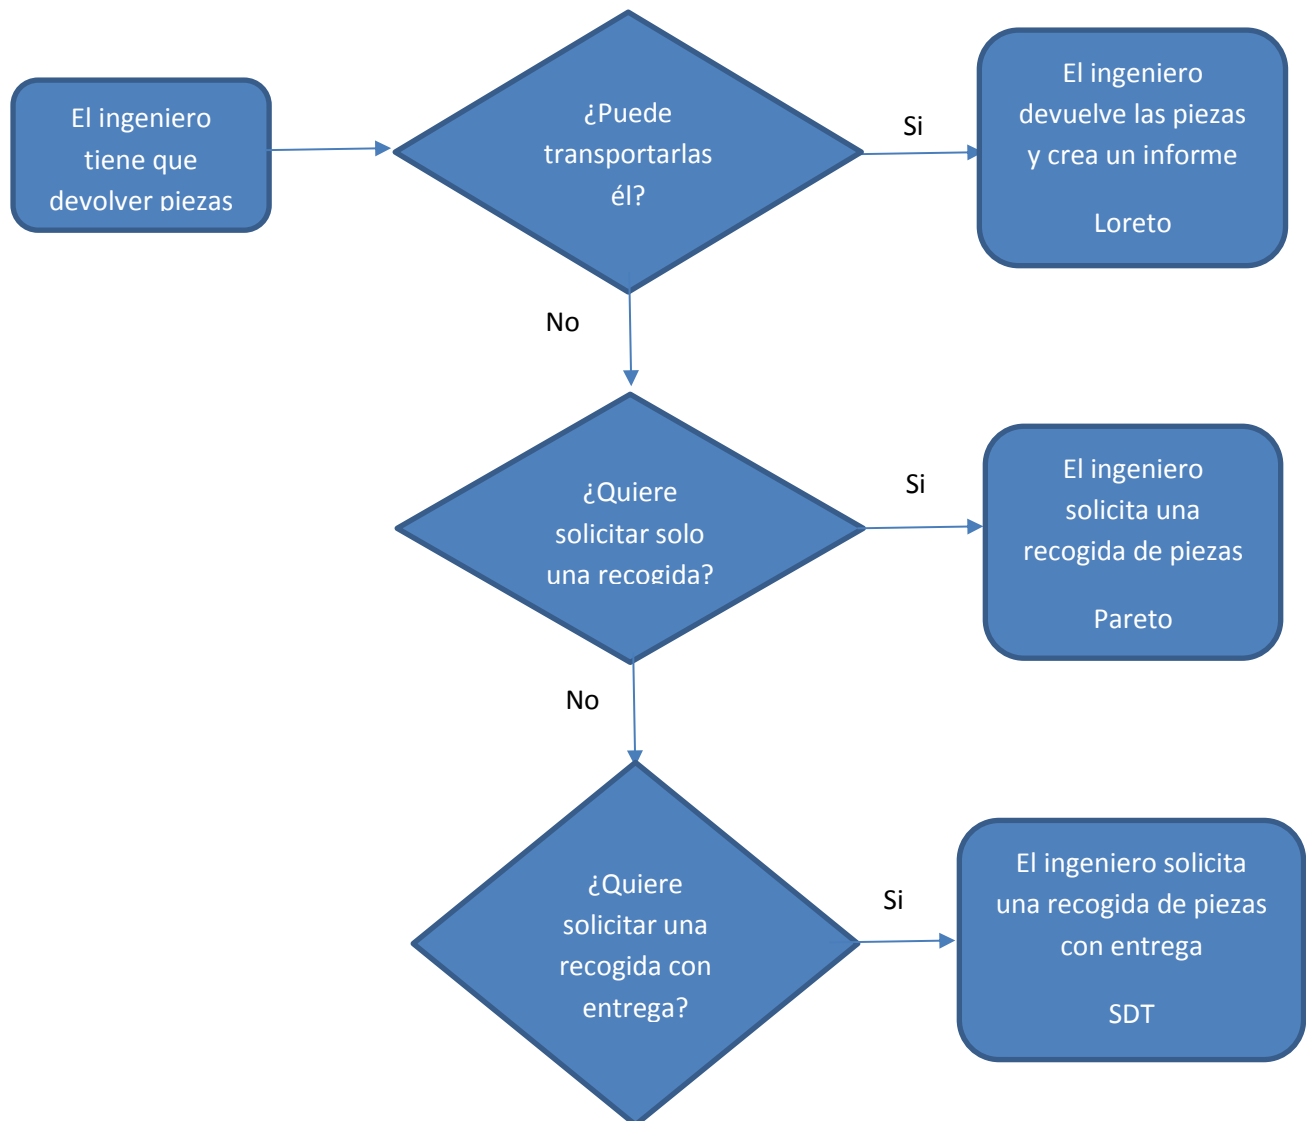 El ingeniero
tiene que
devolver piezas
¿Puede
transportarlas
él?
Si
El ingeniero
devuelve las piezas
y crea un informe
Loreto
No
¿Quiere
solicitar solo
una recogida?
Si
El ingeniero
solicita una
recogida de piezas
Pareto
No
¿Quiere
solicitar una
recogida con
entrega?
Si
El ingeniero solicita
una recogida de piezas
con entrega
SDT